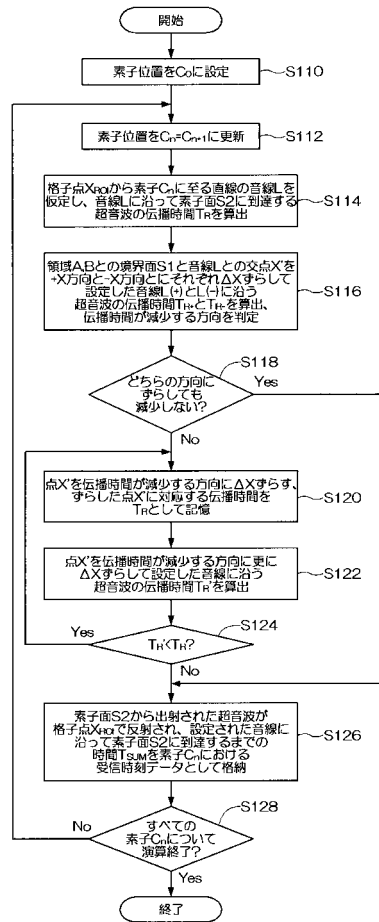 開始
素子位置をC0に設定
S110
素子位置をCn=Cn+1に更新
S112
格子点XROIから素子Cnに至る直線の音線Lを
仮定し、音線Lに沿って素子面S2に到達する
超音波の伝播時間TRを算出
S114
領域A,Bとの境界面S1と音線Lとの交点X'を
+X方向と-X方向とにそれぞれΔXずらして
設定した音線L(+)とL(-)に沿う
超音波の伝播時間TR+とTR-を算出、
伝播時間が減少する方向を判定
S116
どちらの方向に
ずらしても
減少しない?
S118
Yes
No
点X'を伝播時間が減少する方向にΔXずらす、
ずらした点X'に対応する伝播時間を
TRとして記憶
S120
点X'を伝播時間が減少する方向に更に
ΔXずらして設定した音線に沿う
超音波の伝播時間TR'を算出
S122
TR'<TR?
S124
Yes
No
素子面S2から出射された超音波が
格子点XROIで反射され、設定された音線に
沿って素子面S2に到達するまでの
時間TSUMを素子Cnにおける
受信時刻データとして格納
S126
すべての
素子Cnについて
演算終了?
S128
No
Yes
終了